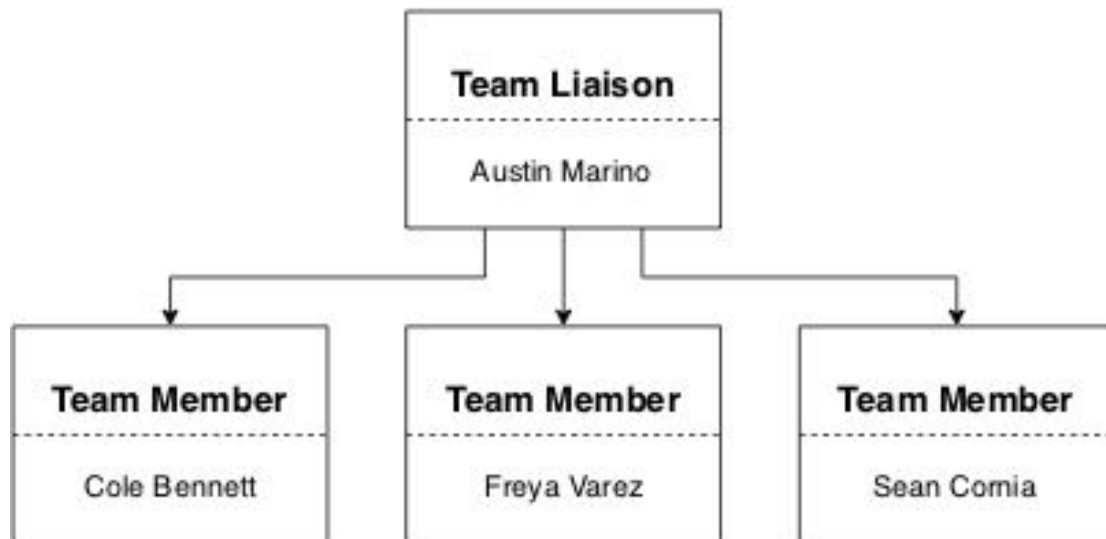 Team Liaison
Austin Marino
Team Member
Cole Bennett
Team Member
Freya Varez
Team Member
Sean Cornia